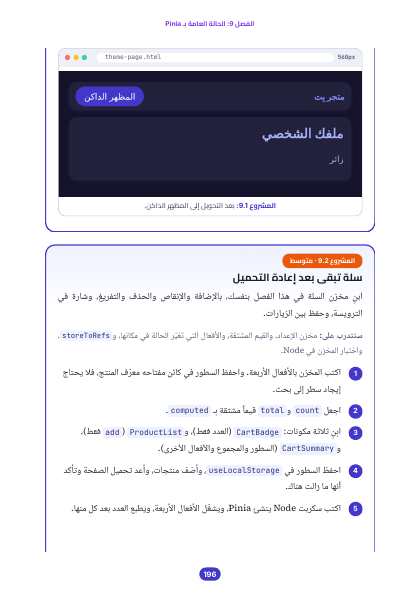 الفصل 9: الحالة العامة بـ Pinia
theme-page.html
560px
متجر يت
المظهر الداكن
ملفك الشخصي
زائر
المشروع 9.1: بعد التحويل إلى المظهر الداكن.
المشروع 9.2 · متوسط
سلة تبقى بعد إعادة التحميل
ابنِ مخزن السلة في هذا الفصل بنفسك، بالإضافة والإنقاص والحذف والتفريغ، وشارة في
الترويسة، وحفظ بين الزيارات.
ستتدرب على: مخزن الإعداد، والقيم المشتقة، والأفعال التي تغيّر الحالة في مكانها، و storeToRefs،
واختبار المخزن في Node.
1 اكتب المخزن بالأفعال الأربعة. واحفظ السطور في كائن مفتاحه معرّف المنتج، فلا يحتاج
إيجاد سطر إلى بحث.
2 اجعل count و total قيماً مشتقة بـ computed.
3 ابنِ ثلاثة مكونات: CartBadge (العدد فقط)، و ProductList ( add فقط)،
و CartSummary (السطور والمجموع والأفعال الأخرى).
4 احفظ السطور في useLocalStorage، وأضف منتجات، وأعد تحميل الصفحة وتأكد
أنها ما زالت هناك.
5 اكتب سكربت Node ينشئ Pinia، ويشغّل الأفعال الأربعة، ويطبع العدد بعد كل منها.
196